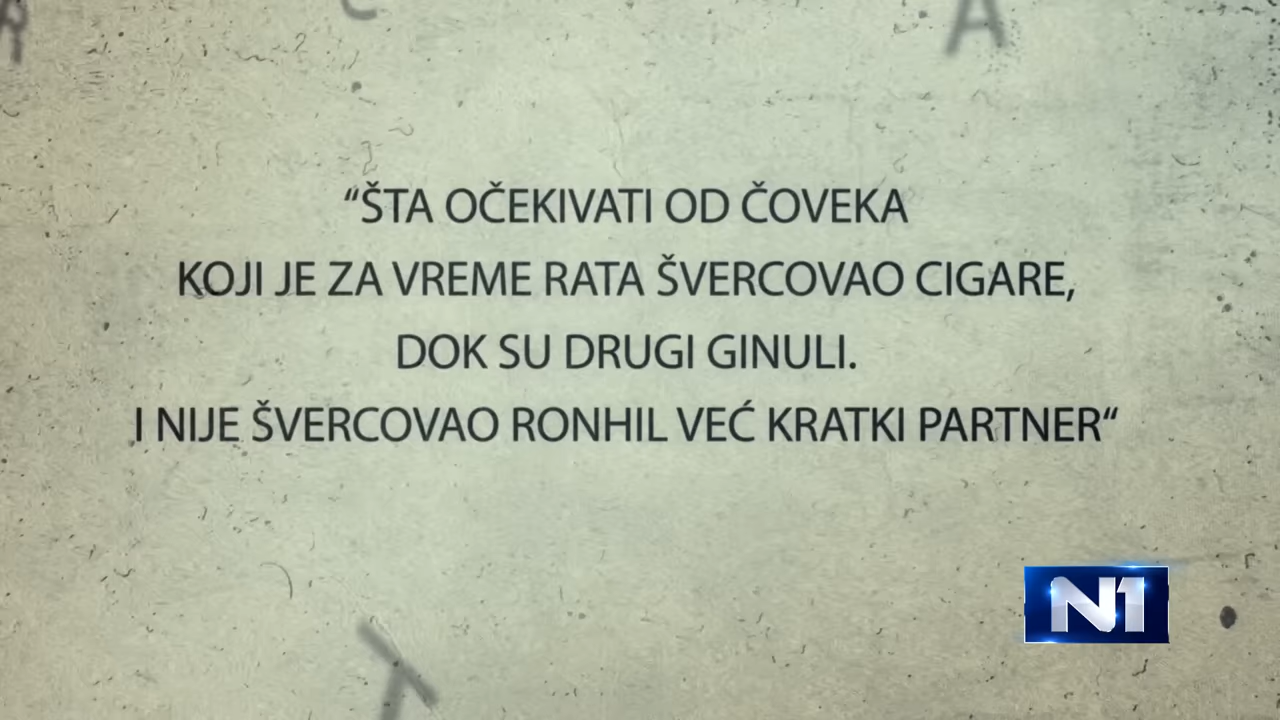 “ŠTA OČEKIVATI OD ČOVEKA
KOJI JE ZA VREME RATA ŠVERCOVAO CIGARE,
DOK SU DRUGI GINULI.
I NIJE ŠVERCOVAO RONHIL VEĆ KRATKI PARTNER“
N1